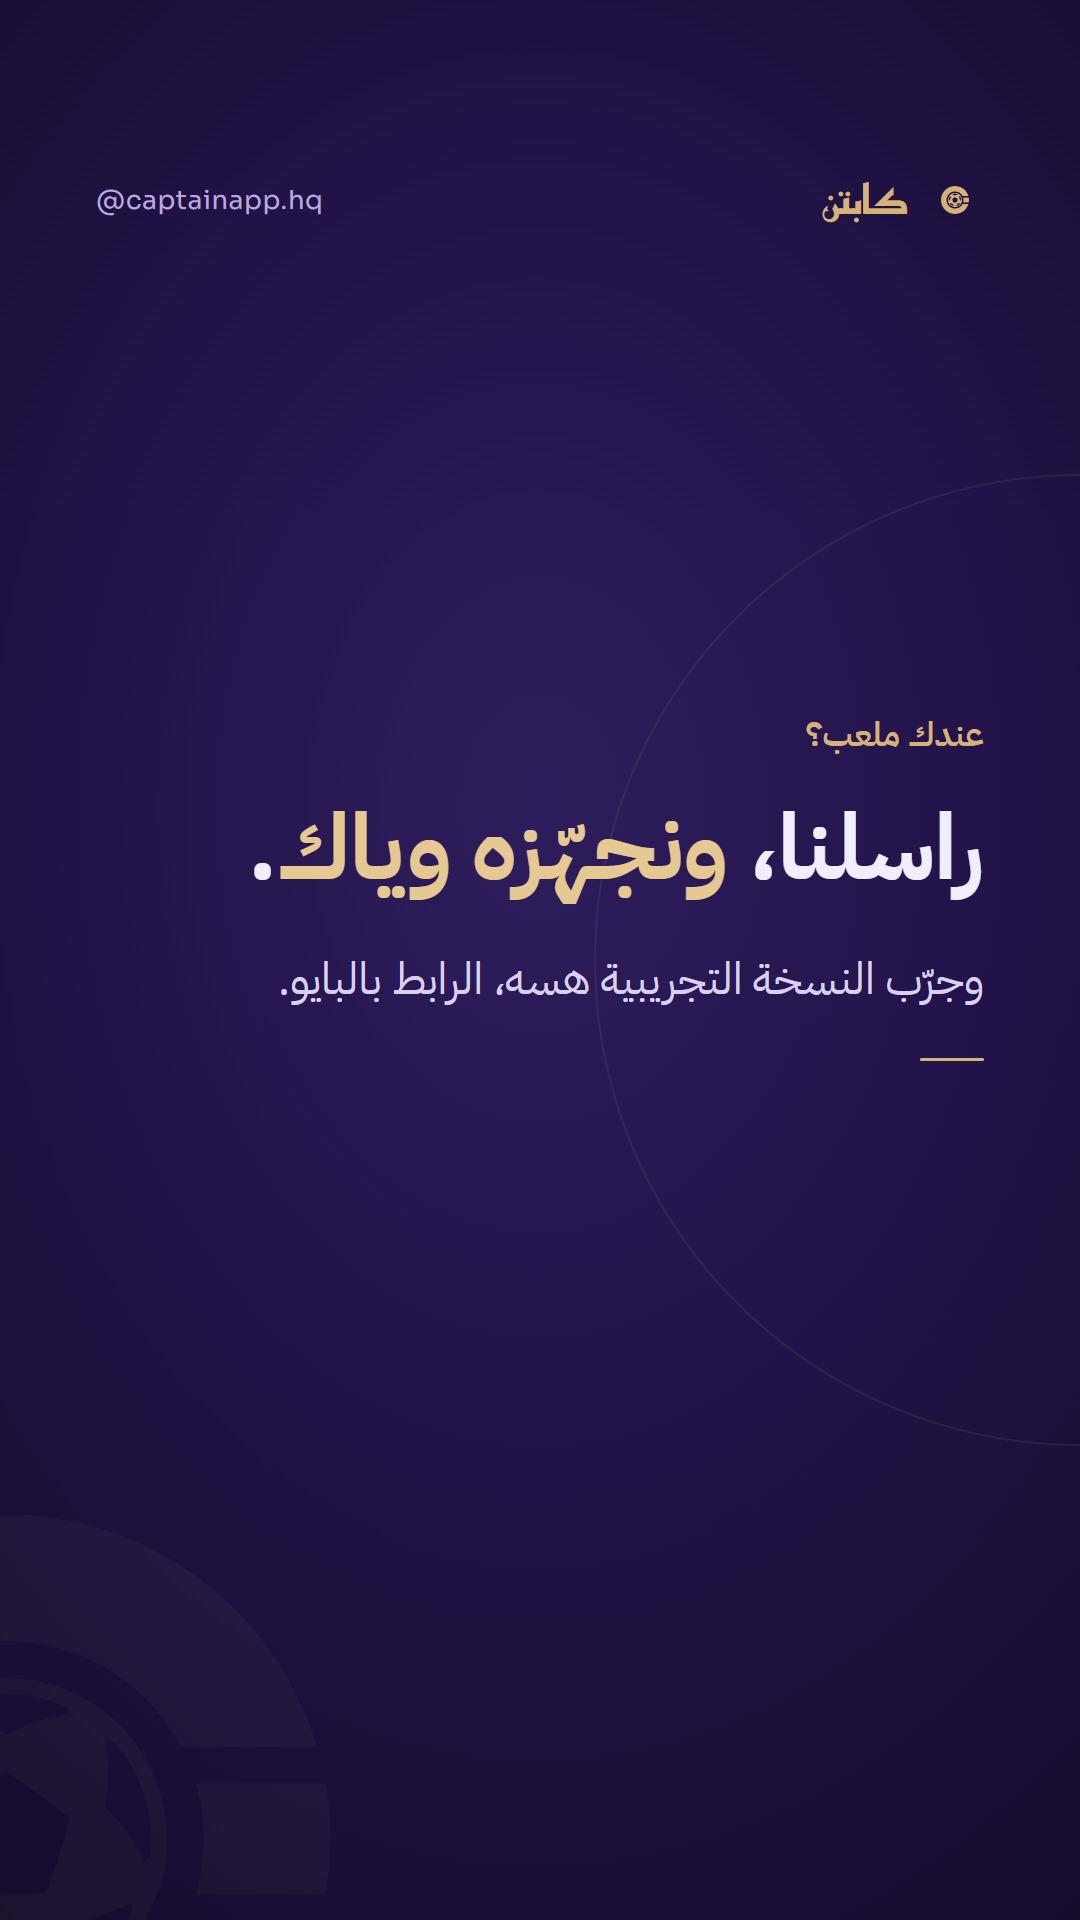 كابتن
@captainapp.hq
عندك ملعب؟
راسلنا، ونجهّزه وياك.
وجرّب النسخة التجريبية هسه، الرابط بالبايو.